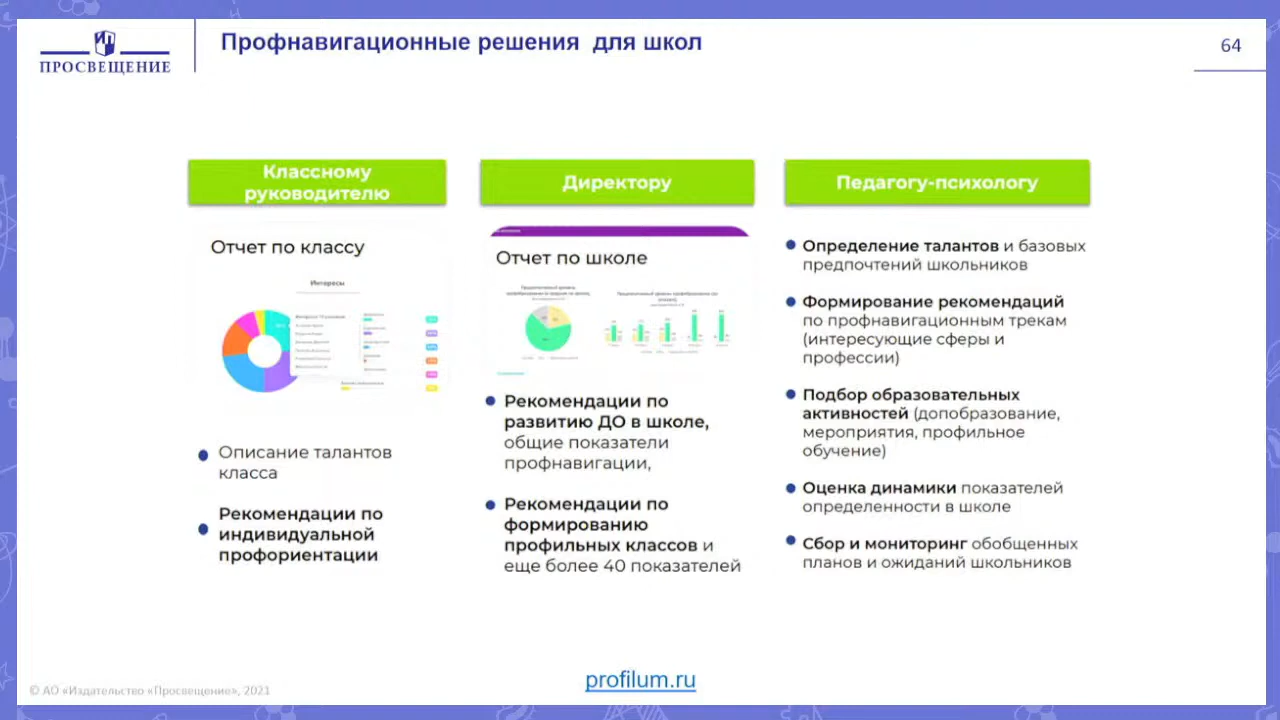 ПРОСВЕЩЕНИЕ
Профнавигационные решения для школ
64
Классному
руководителю
Отчет по классу
Интересы
Описание талантов
класса
Рекомендации по
индивидуальной
профориентации
Директору
Отчет по школе
Рекомендации по
развитию ДО в школе,
общие показатели
профнавигации,
Рекомендации по
формированию
профильных классов и
еще более 40 показателей
Педагогу-психологу
Определение талантов и базовых
предпочтений школьников
Формирование рекомендаций
по профнавигационным трекам
(интересующие сферы и
профессии)
Подбор образовательных
активностей (допобразование,
мероприятия, профильное
обучение)
Оценка динамики показателей
определенности в школе
Сбор и мониторинг обобщенных
планов и ожиданий школьников
profilum.ru
© АО «Издательство «Просвещение», 2021